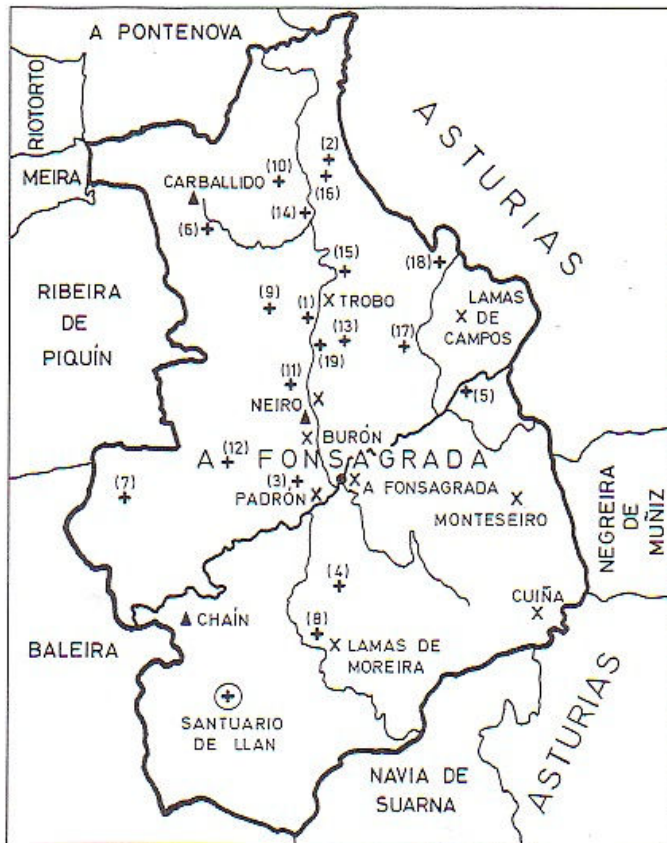 A PONTENOVA
RIOTORTO
ASTURIAS
MEIRA
(2)
(10)
CARBALLIDO
(16)
(14)
(6)
(15)
(18)
RIBEIRA
DE
PIQUÍN
(9)
(1)
TROBO
LAMAS
DE
CAMPOS
(13)
(17)
(19)
(11)
(5)
NEIRO
BURÓN
(12)
A FONSAGRADA
(7)
(3)
PADRÓN
A FONSAGRADA
MONTESEIRO
NEGREIRA
DE
MUÑIZ
(4)
CHAÍN
CUIÑA
(8)
BALEIRA
LAMAS DE
MOREIRA
SANTUARIO
DE LLAN
ASTURIAS
NAVIA DE
SUARNA